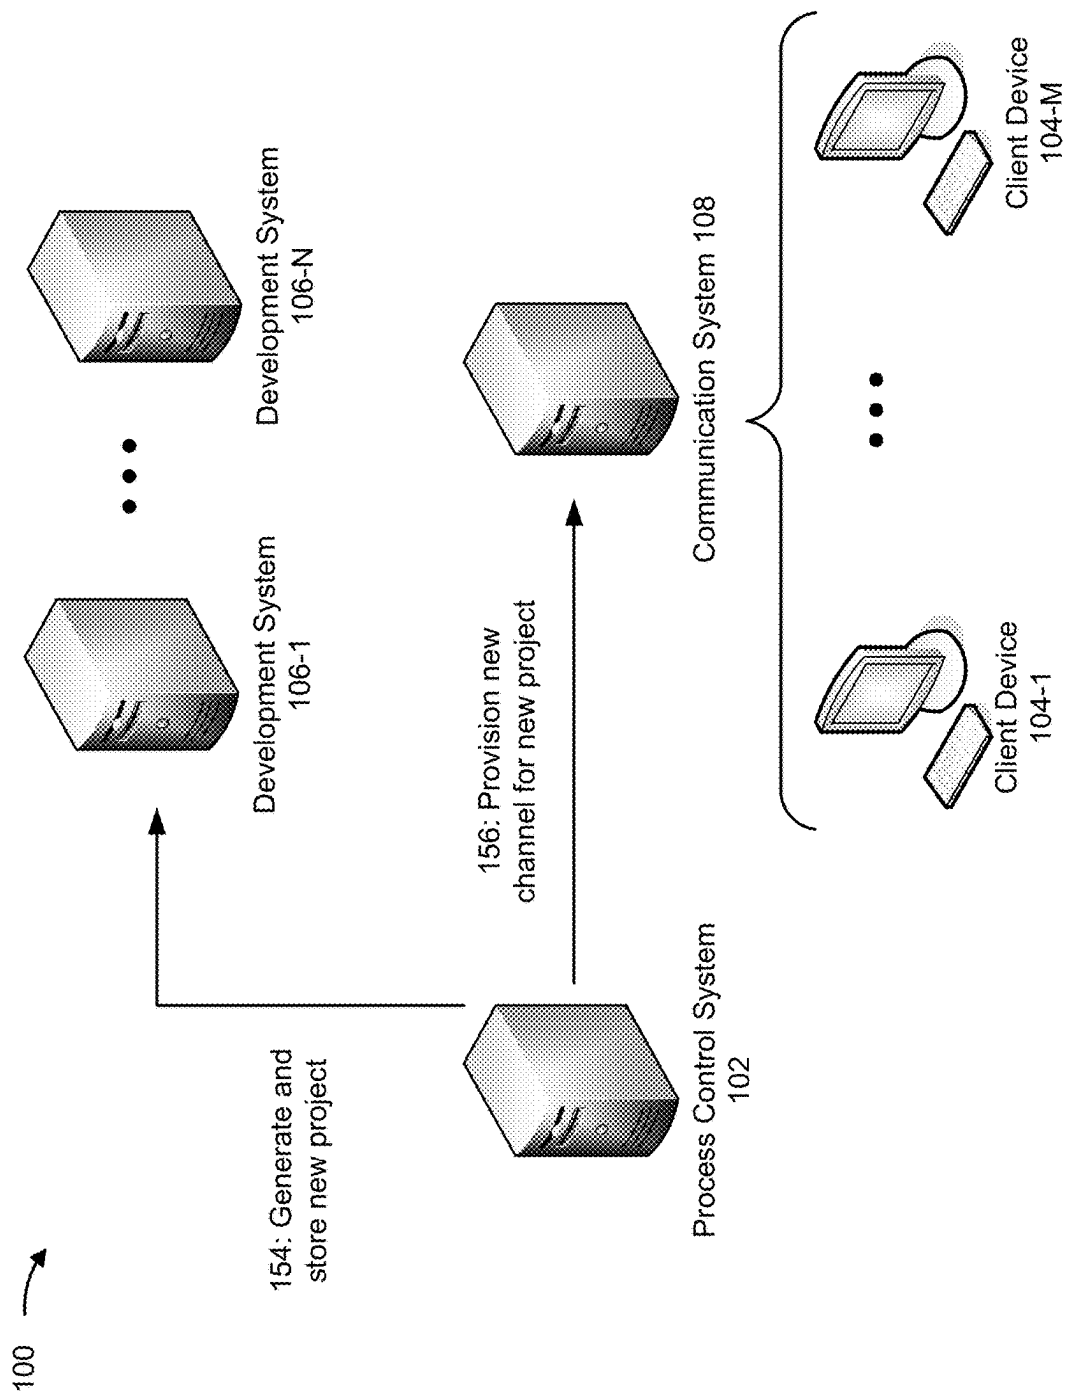 100
154: Generate and
store new project
Development System
106-1
Development System
106-N
Process Control System
102
156: Provision new
channel for new project
Communication System 108
Client Device
104-1
Client Device
104-M